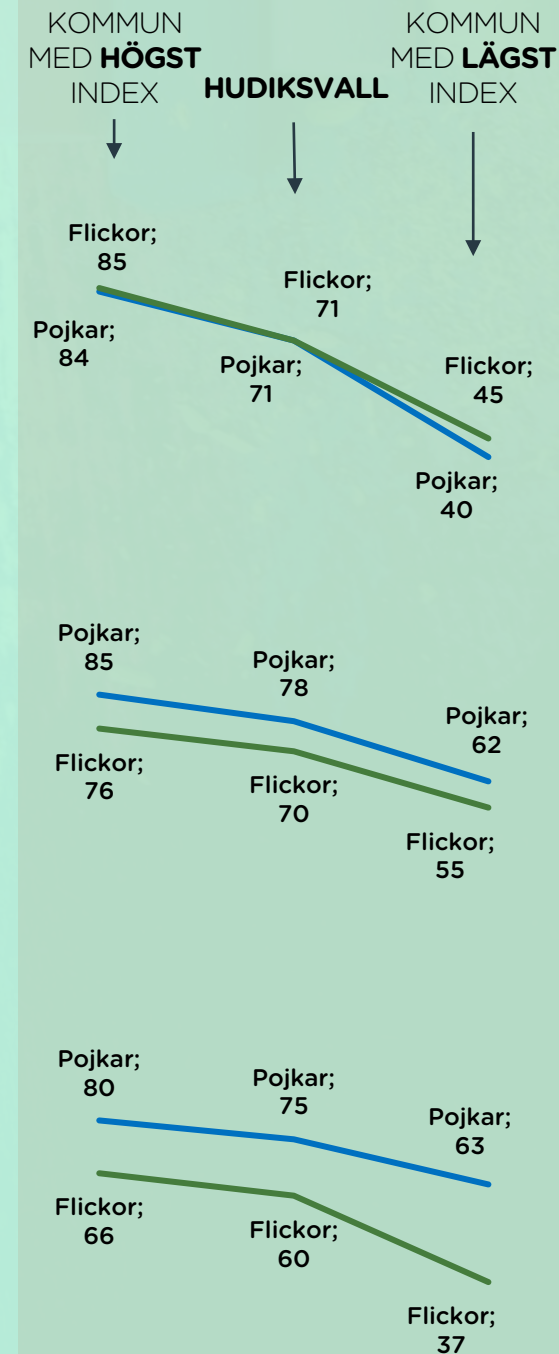 KOMMUN
MED HÖGST
INDEX
HUDIKSVALL
KOMMUN
MED LÄGST
INDEX
Flickor;
85
Pojkar;
84
Flickor;
71
Pojkar;
71
Flickor;
45
Pojkar;
40
Pojkar;
85
Flickor;
76
Pojkar;
78
Flickor;
70
Pojkar;
62
Flickor;
55
Pojkar;
80
Flickor;
66
Pojkar;
75
Flickor;
60
Pojkar;
63
Flickor;
37